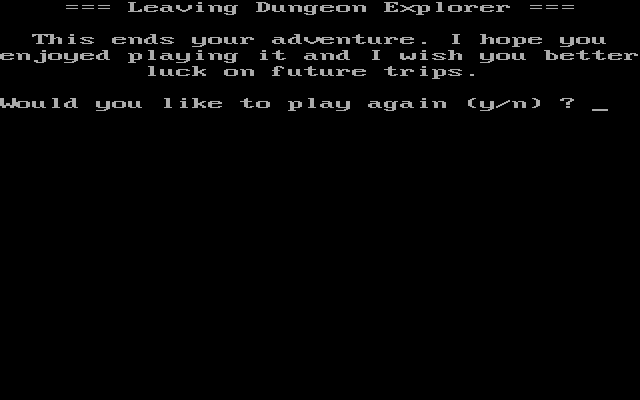 === Leaving Dungeon Explorer ===
This ends your adventure. I hope you
enjoyed playing it and I wish you better
luck on future trips.
Would you like to play again (y/n) ? _